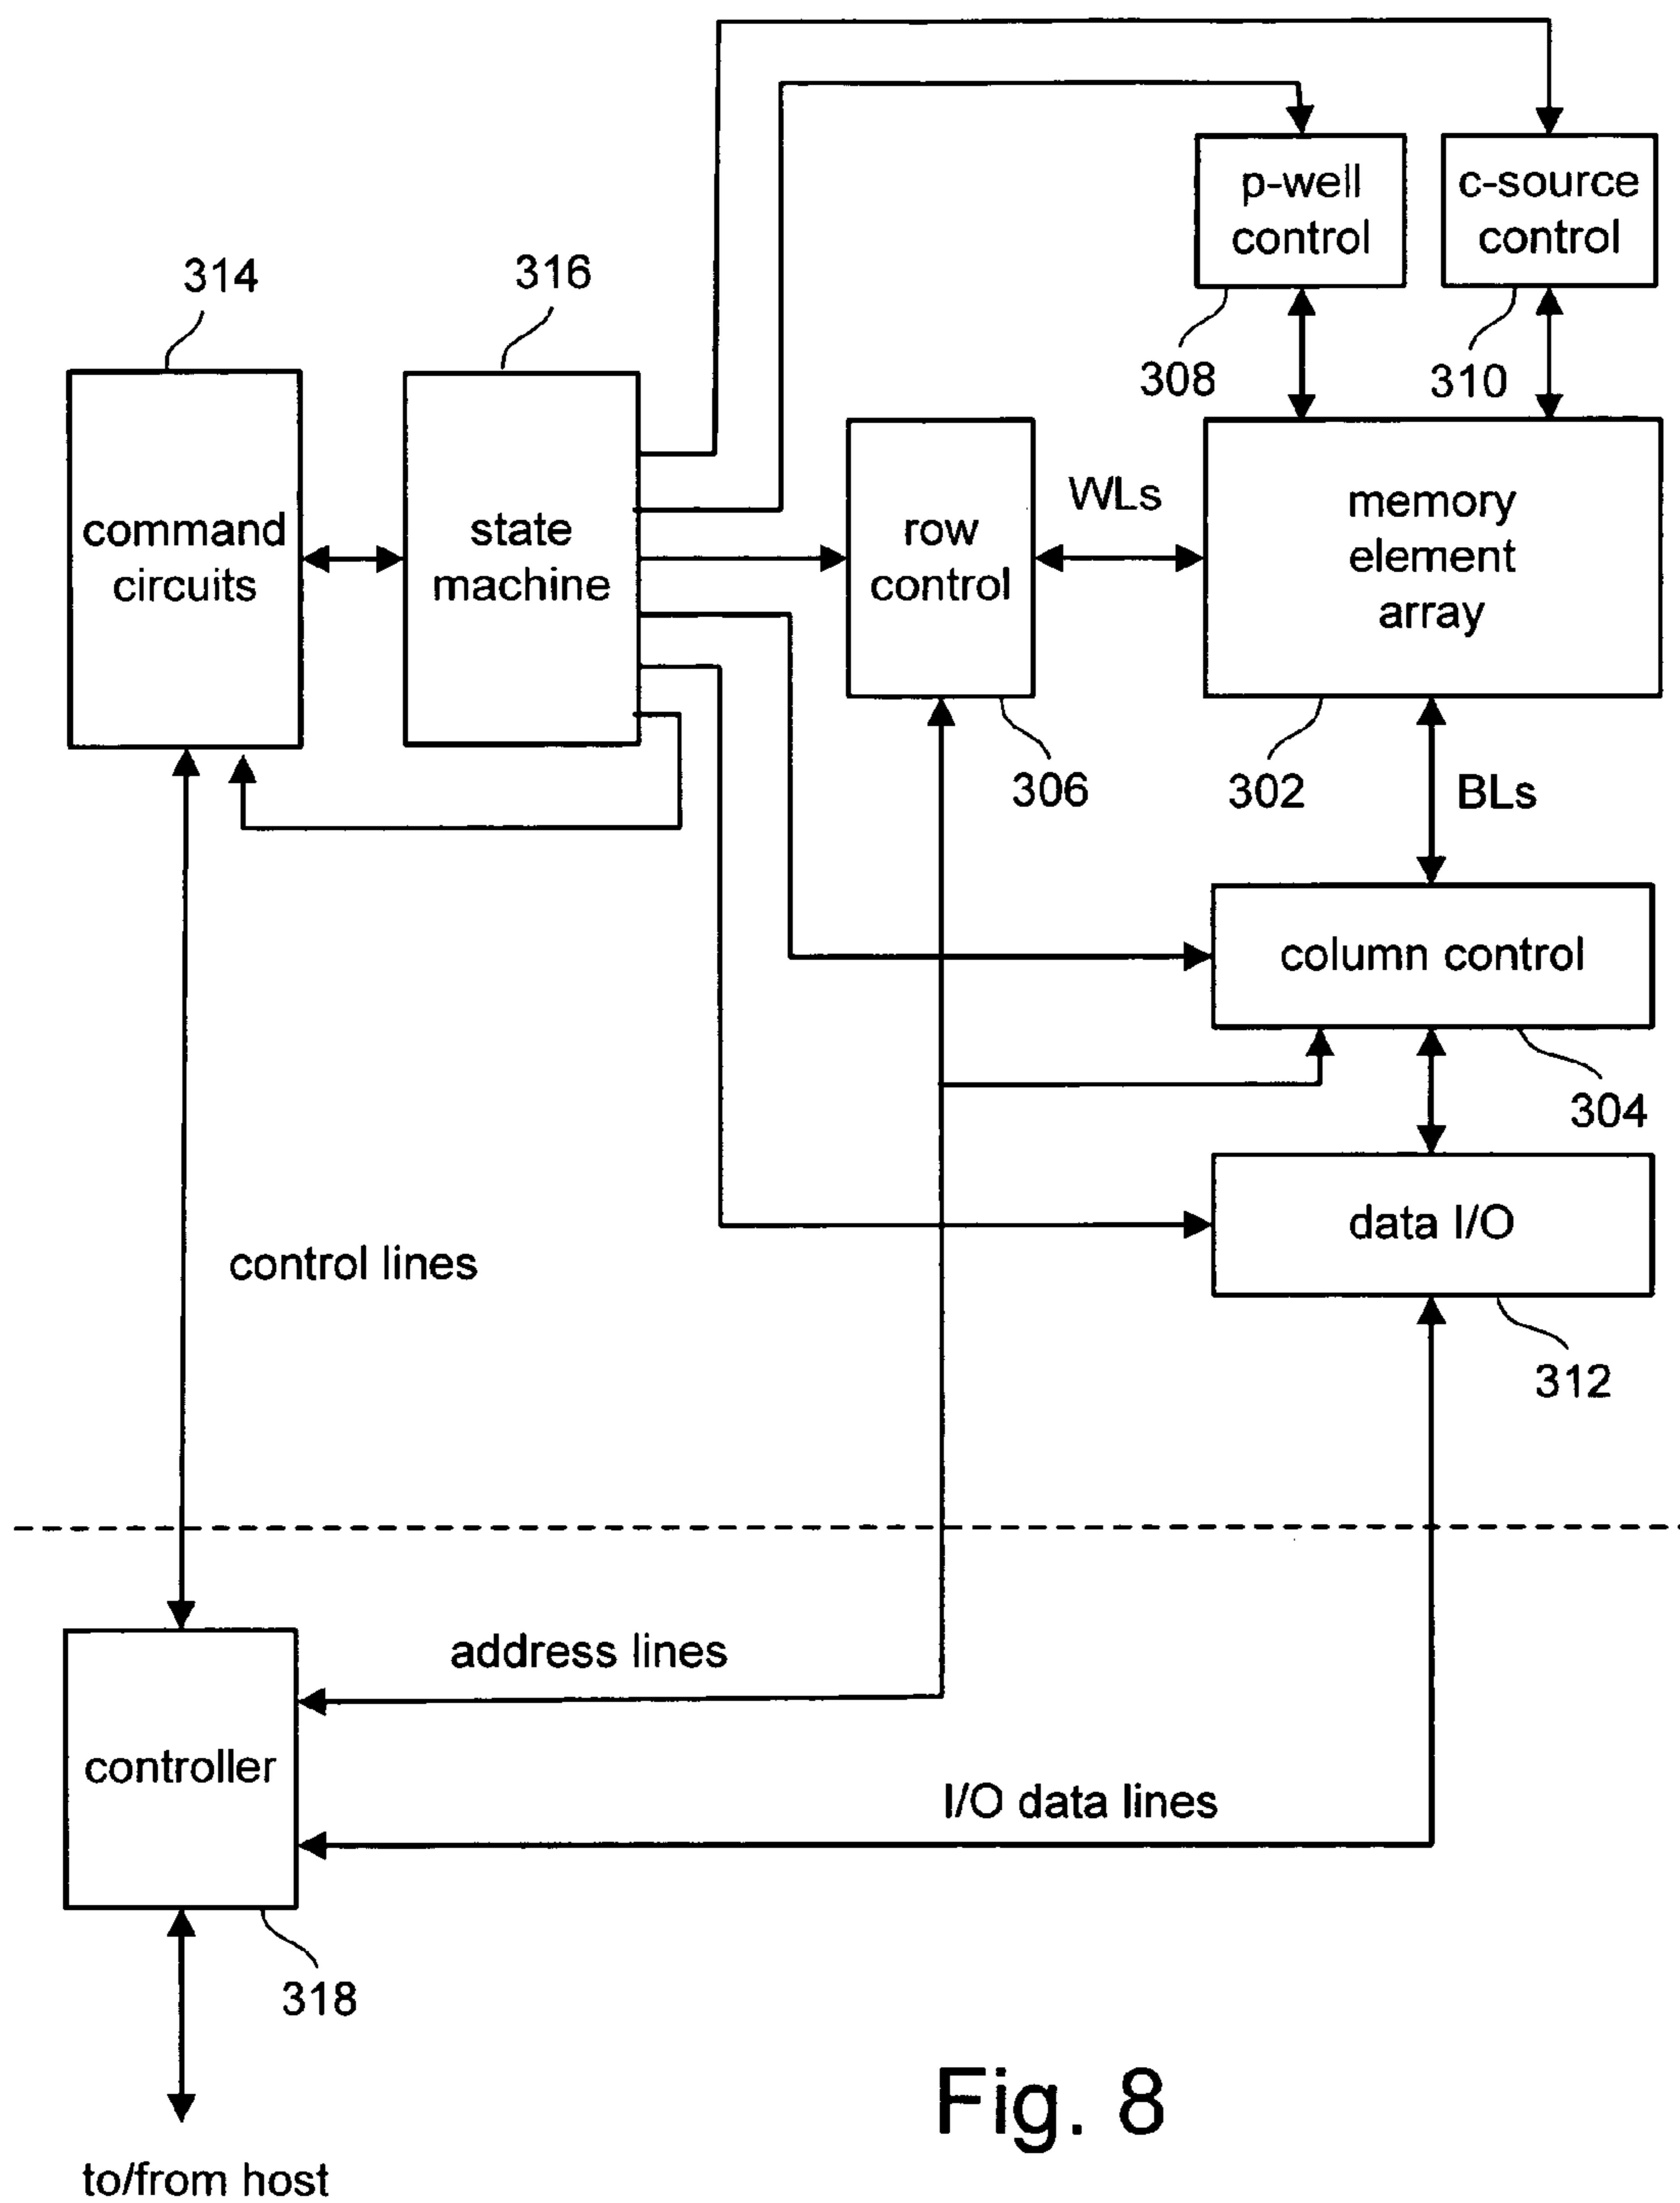 p-well
control
c-source
control
314
316
308
310
command
circuits
state
machine
row
control
WLs
memory
element
array
306
302
BLs
column control
304
data I/O
control lines
312
address lines
controller
I/O data lines
318
Fig. 8
to/from host